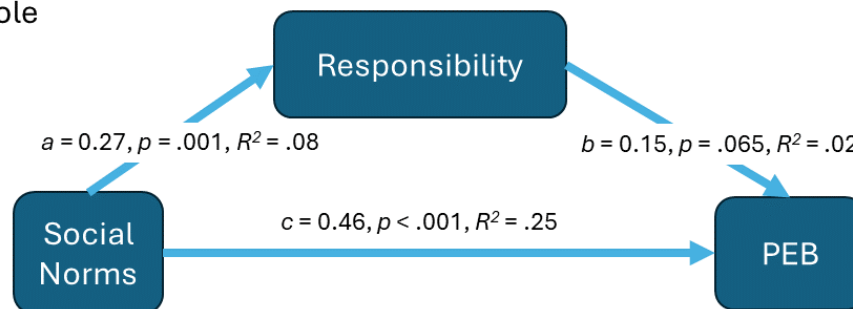 Responsibility
a = 0.27, p = .001, R² = .08
b = 0.15, p = .065, R² = .02
Social
Norms
c = 0.46, p < .001, R² = .25
PEB